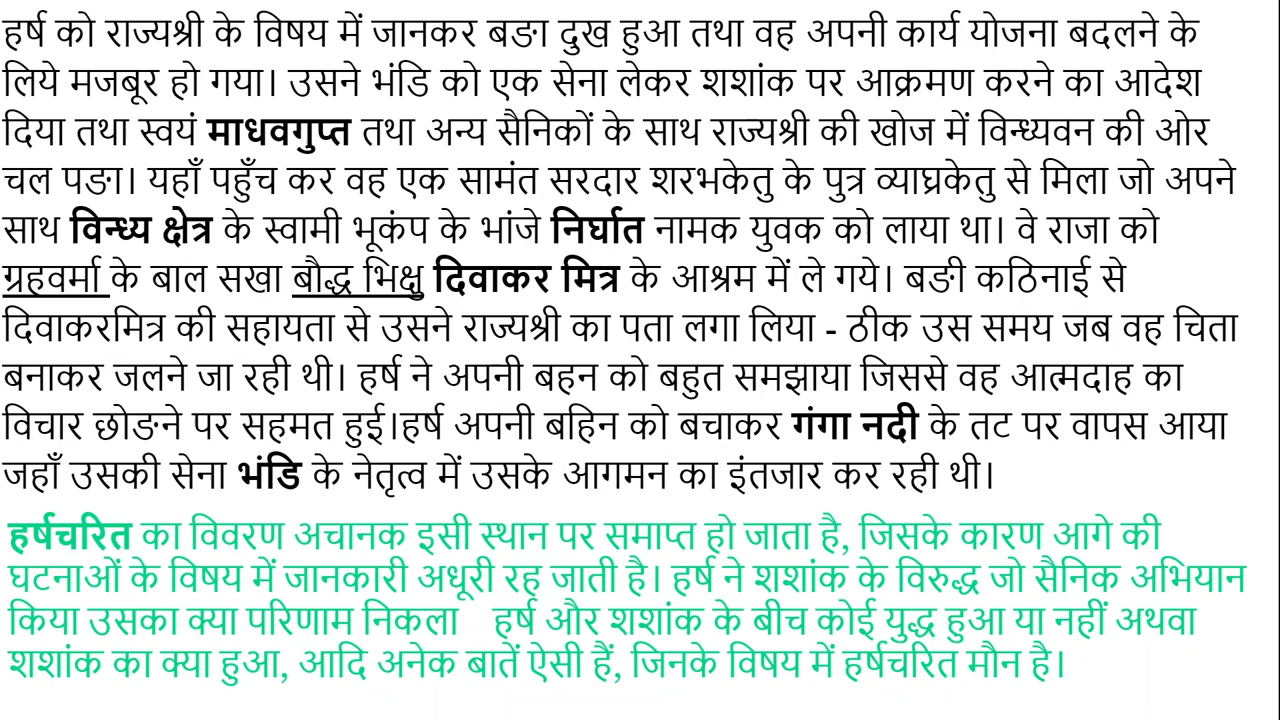 हर्ष को राज्यश्री के विषय में जानकर बङा दुख हुआ तथा वह अपनी कार्य योजना बदलने के
लिये मजबूर हो गया। उसने भंडि को एक सेना लेकर शशांक पर आक्रमण करने का आदेश
दिया तथा स्वयं माधवगुप्त तथा अन्य सैनिकों के साथ राज्यश्री की खोज में विन्ध्यवन की ओर
चल पङा। यहाँ पहुँच कर वह एक सामंत सरदार शरभकेतु के पुत्र व्याघ्रकेतु से मिला जो अपने
साथ विन्ध्य क्षेत्र के स्वामी भूकंप के भांजे निर्घात नामक युवक को लाया था। वे राजा को
ग्रहवर्मा के बाल सखा बौद्ध भिक्षु दिवाकर मित्र के आश्रम में ले गये। बङी कठिनाई से
दिवाकरमित्र की सहायता से उसने राज्यश्री का पता लगा लिया - ठीक उस समय जब वह चिता
बनाकर जलने जा रही थी। हर्ष ने अपनी बहन को बहुत समझाया जिससे वह आत्मदाह का
विचार छोङने पर सहमत हुई।हर्ष अपनी बहिन को बचाकर गंगा नदी के तट पर वापस आया
जहाँ उसकी सेना भंडि के नेतृत्व में उसके आगमन का इंतजार कर रही थी।
हर्षचरित का विवरण अचानक इसी स्थान पर समाप्त हो जाता है, जिसके कारण आगे की
घटनाओं के विषय में जानकारी अधूरी रह जाती है। हर्ष ने शशांक के विरुद्ध जो सैनिक अभियान
किया उसका क्या परिणाम निकला हर्ष और शशांक के बीच कोई युद्ध हुआ या नहीं अथवा
शशांक का क्या हुआ, आदि अनेक बातें ऐसी हैं, जिनके विषय में हर्षचरित मौन है।